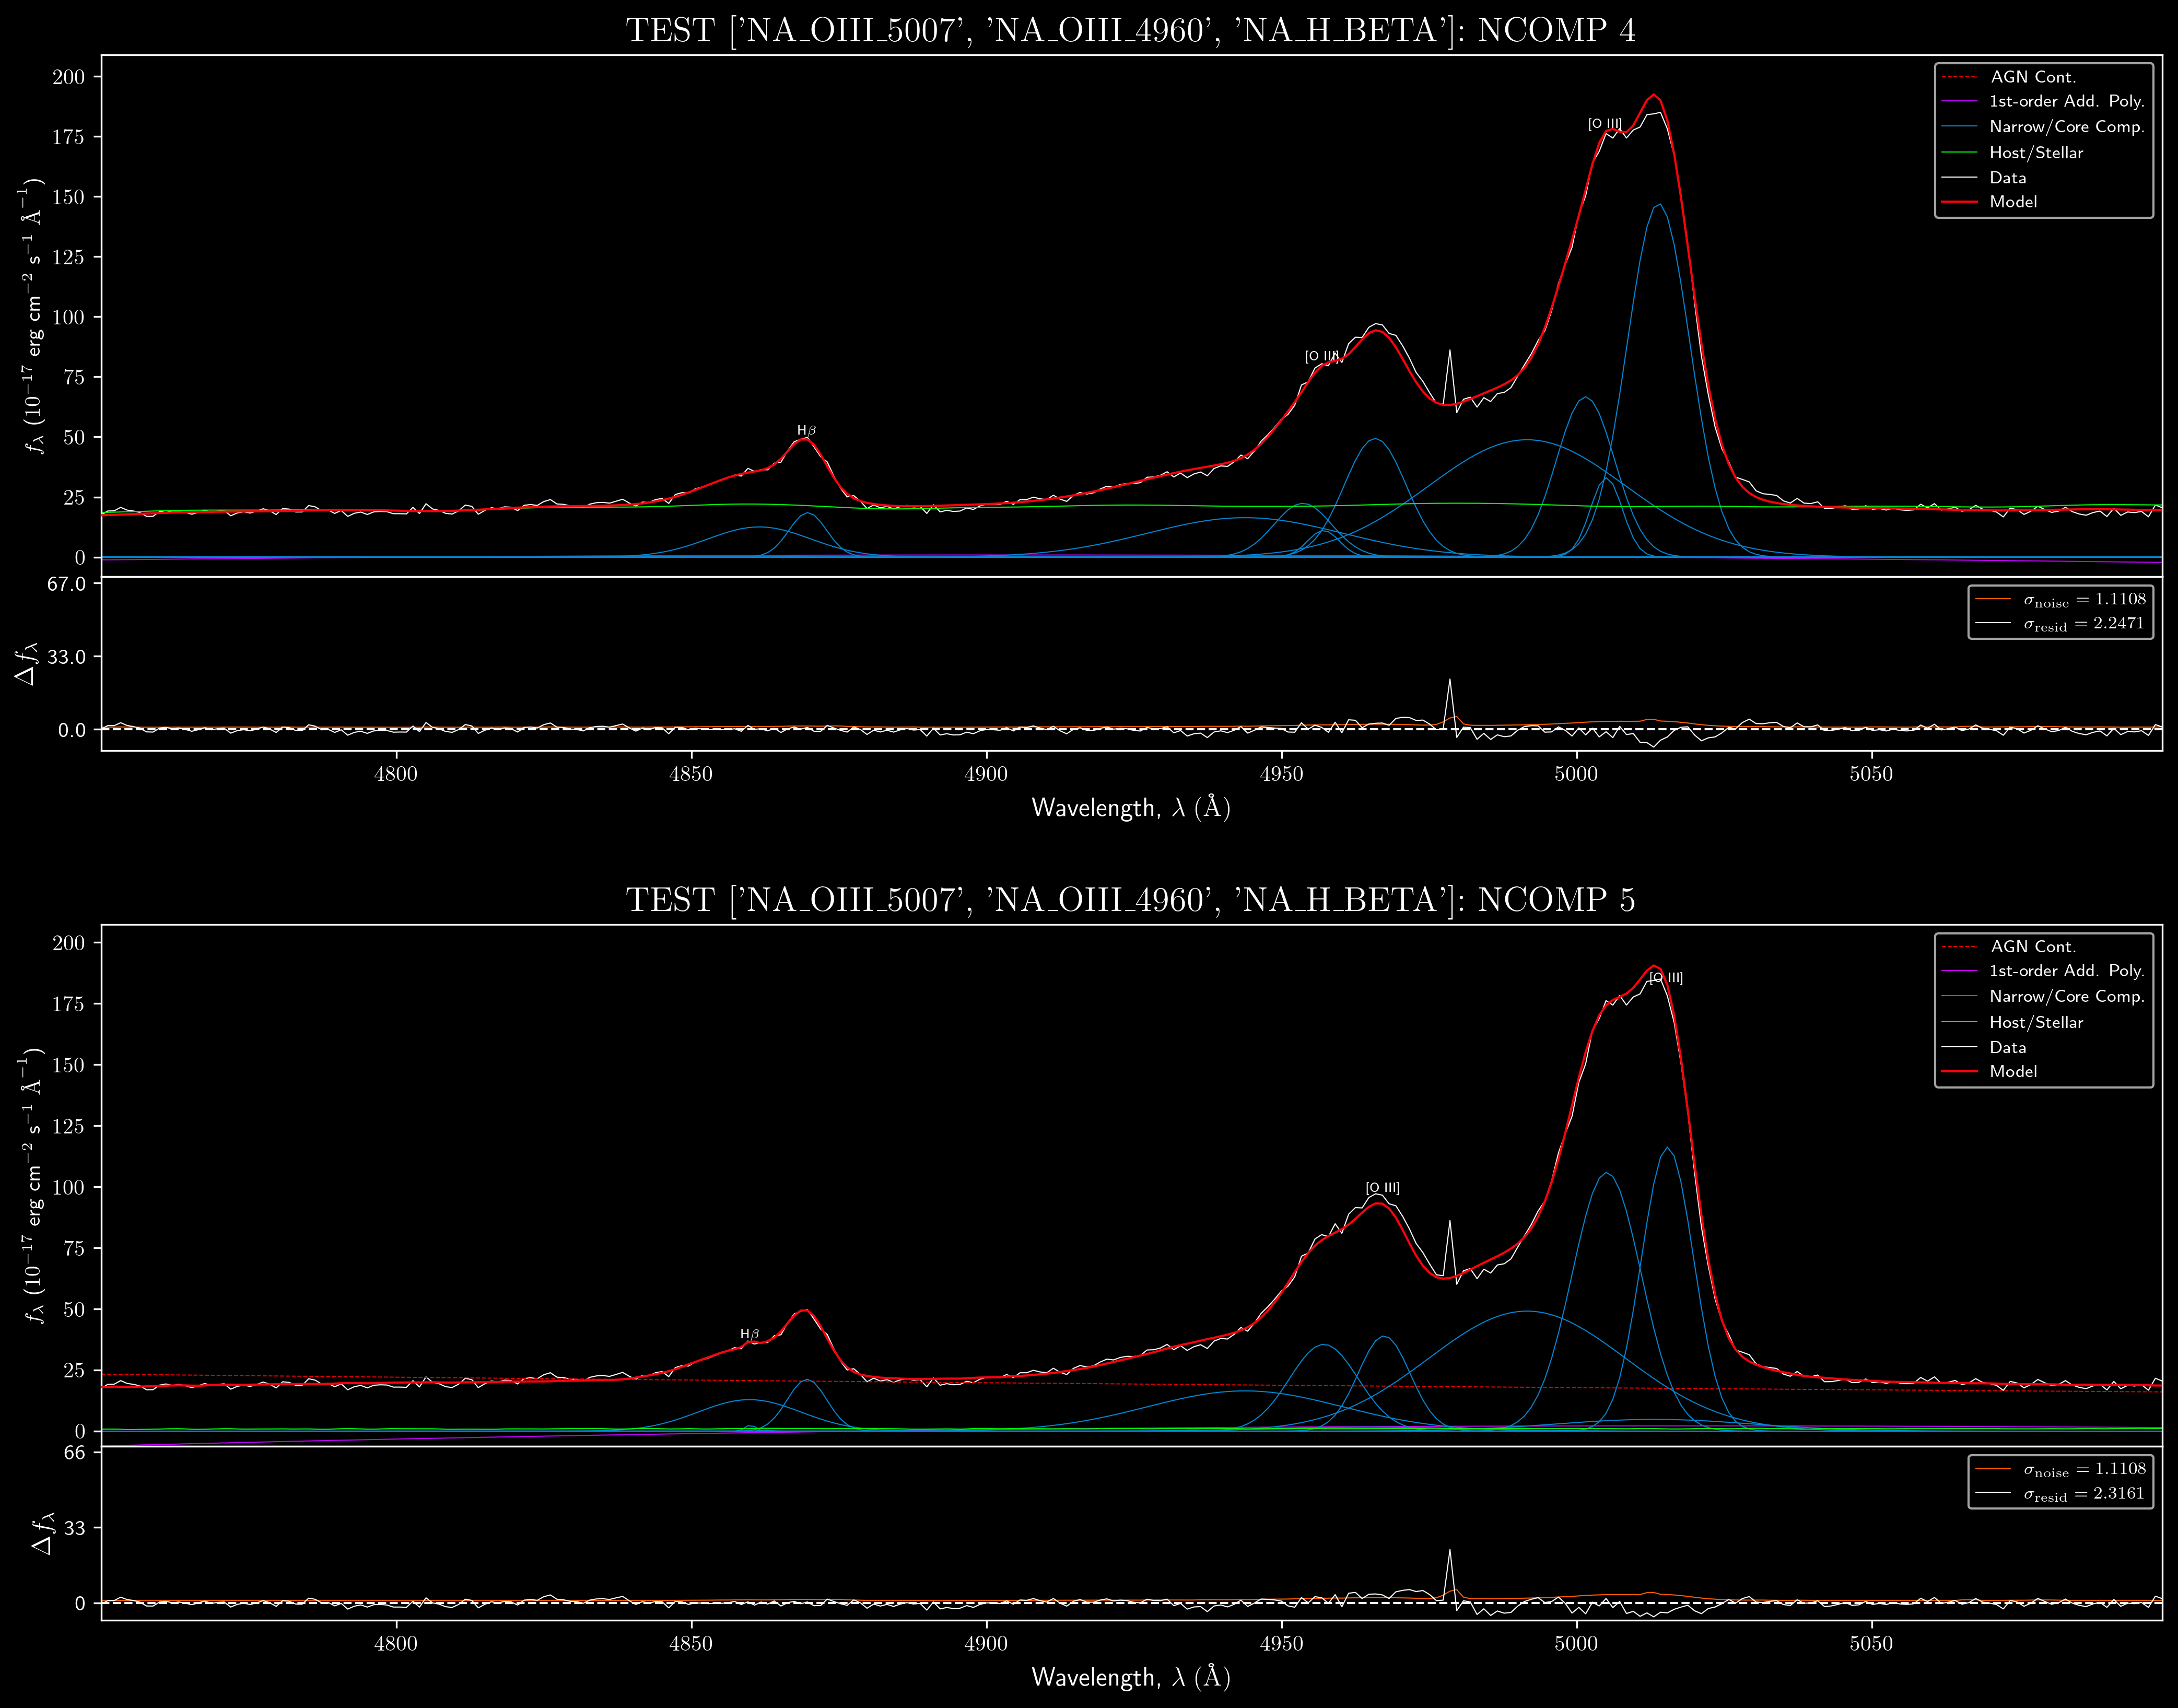 TEST ['NA_OIII_5007', 'NA_OIII_4960', 'NA_H_BETA']: NCOMP 4
200
175
150
125
100
75
50
25
0
fλ (10⁻¹⁷ erg cm⁻² s⁻¹ Å⁻¹)
Hβ
[O III]
[O III]
AGN Cont.
1st-order Add. Poly.
Narrow/Core Comp.
Host/Stellar
Data
Model
67.0
33.0
0.0
Δfλ
σnoise = 1.1108
σresid = 2.2471
4800 4850 4900 4950 5000 5050
Wavelength, λ (Å)
TEST ['NA_OIII_5007', 'NA_OIII_4960', 'NA_H_BETA']: NCOMP 5
200
175
150
125
100
75
50
25
0
fλ (10⁻¹⁷ erg cm⁻² s⁻¹ Å⁻¹)
Hβ
[O III]
[O III]
AGN Cont.
1st-order Add. Poly.
Narrow/Core Comp.
Host/Stellar
Data
Model
66
33
0
Δfλ
σnoise = 1.1108
σresid = 2.3161
4800 4850 4900 4950 5000 5050
Wavelength, λ (Å)